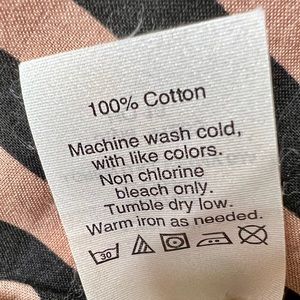 100% Cotton
Machine wash cold,
with like colors.
Non chlorine
bleach only.
Tumble dry low.
Warm iron as needed.
30